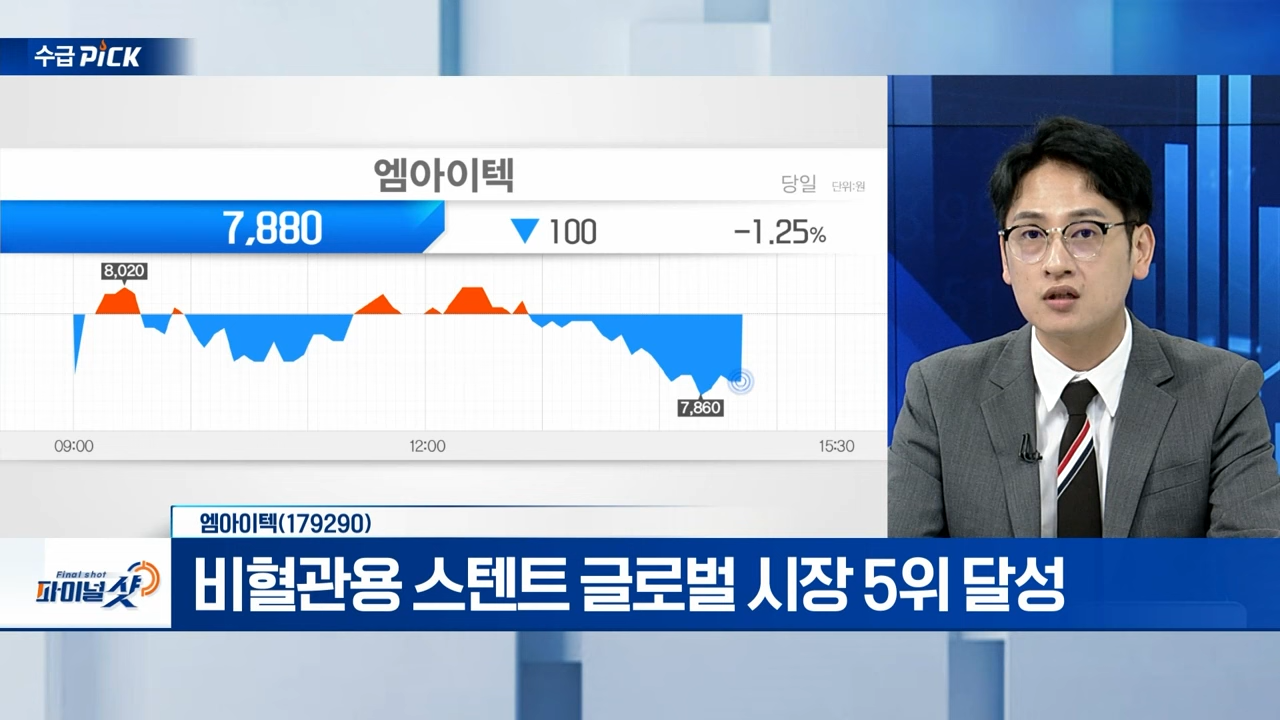 수급 PiCK
엠아이텍
당일 단위:원
7,880 ▼ 100 -1.25%
8,020
7,860
09:00 12:00 15:30
엠아이텍(179290)
Final shot
파이널샷
비혈관용 스텐트 글로벌 시장 5위 달성